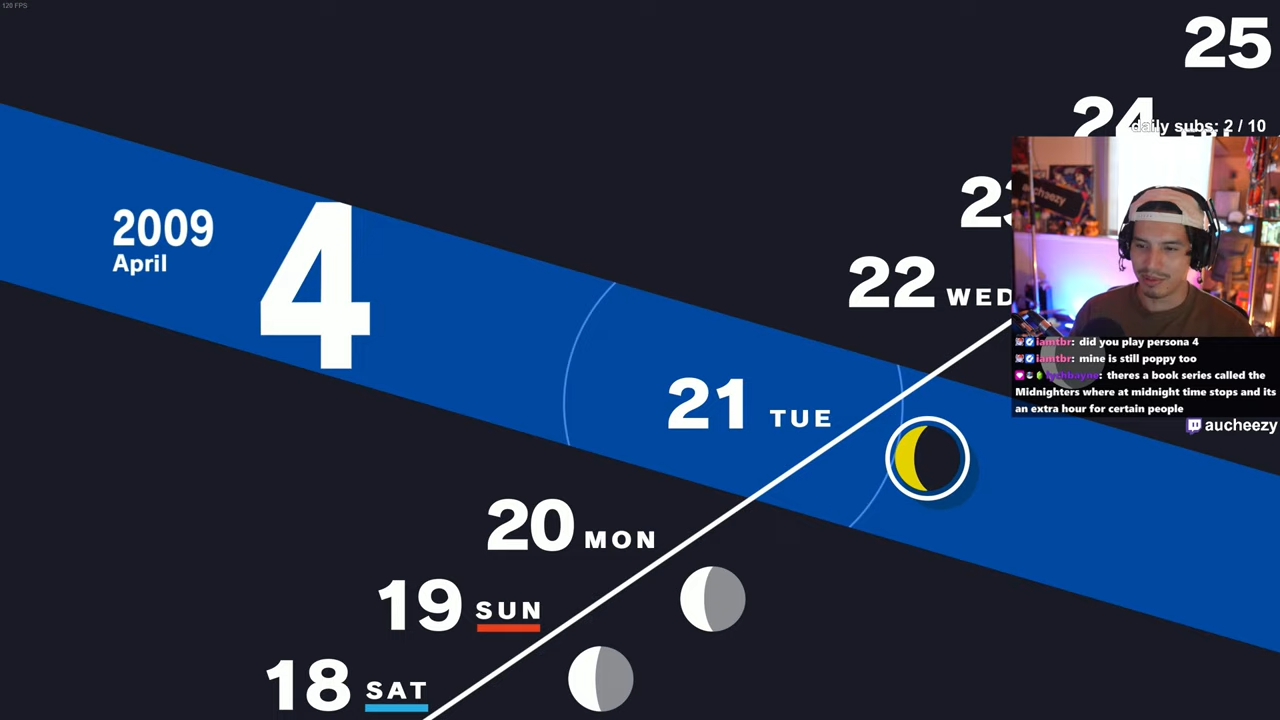 120 FPS
25
24
daily subs: 2 / 10
2009
April
4
22 WED
21 TUE
20 MON
19 SUN
18 SAT
iamtbr: did you play persona 4
iamtbr: mine is still poppy too
theres a book series called the
Midnighters where at midnight time stops and its
an extra hour for certain people
aucheezy